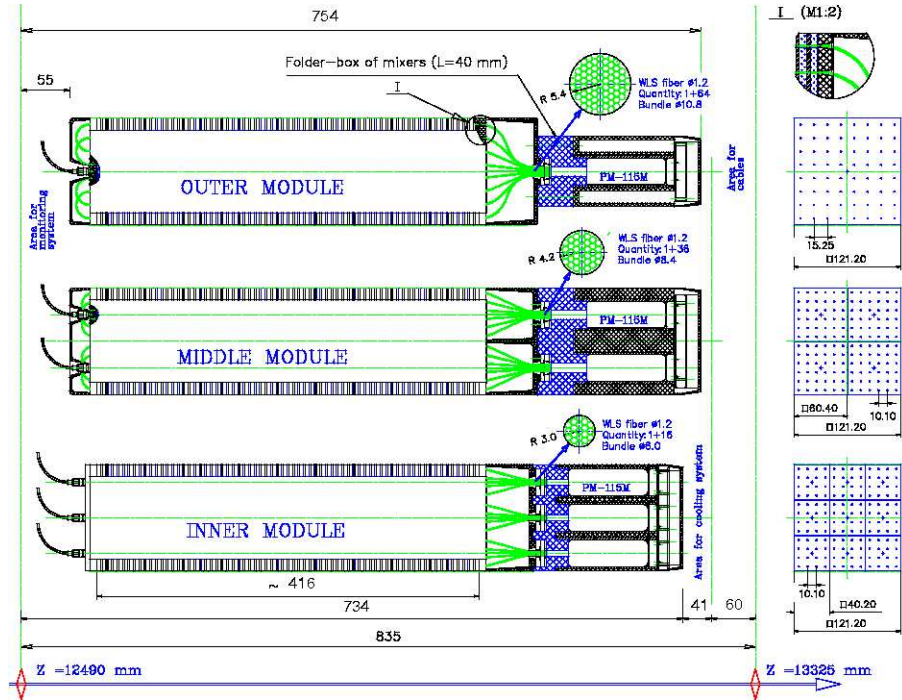 754
I (M1:2)
55
Folder-box of mixers (L=40 mm)
I
R 5.4
WLS fiber ø1.2
Quantity: 1+64
Bundle ø10.8
Area for
monitoring
system
OUTER MODULE
PM-115M
Area for
cables
15.25
□121.20
R 4.2
WLS fiber ø1.2
Quantity: 1+36
Bundle ø8.4
MIDDLE MODULE
PM-115M
□60.40
10.10
□121.20
R 3.0
WLS fiber ø1.2
Quantity: 1+16
Bundle ø6.0
INNER MODULE
PM-115M
Area for cooling system
10.10
□40.20
□121.20
~ 416
734
41
60
835
Z =12490 mm
Z =13325 mm